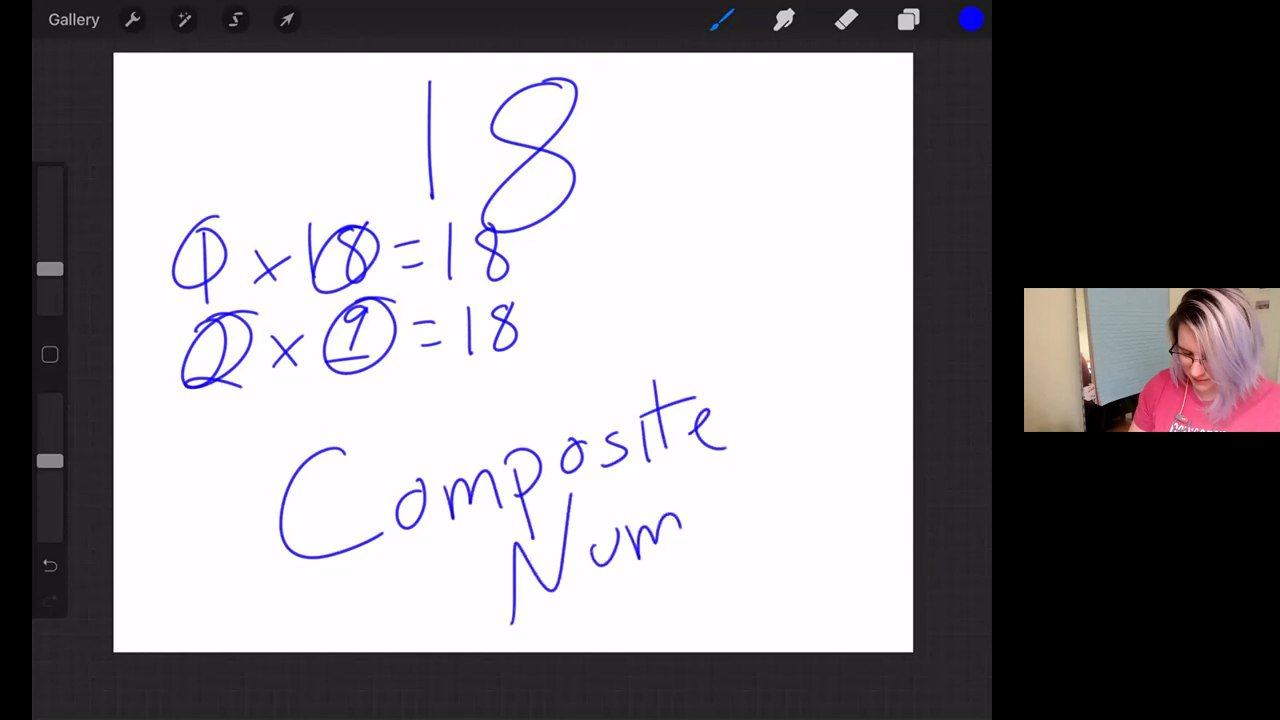 Gallery
18
1 x 18 = 18
2 x 9 = 18
Composite
Num